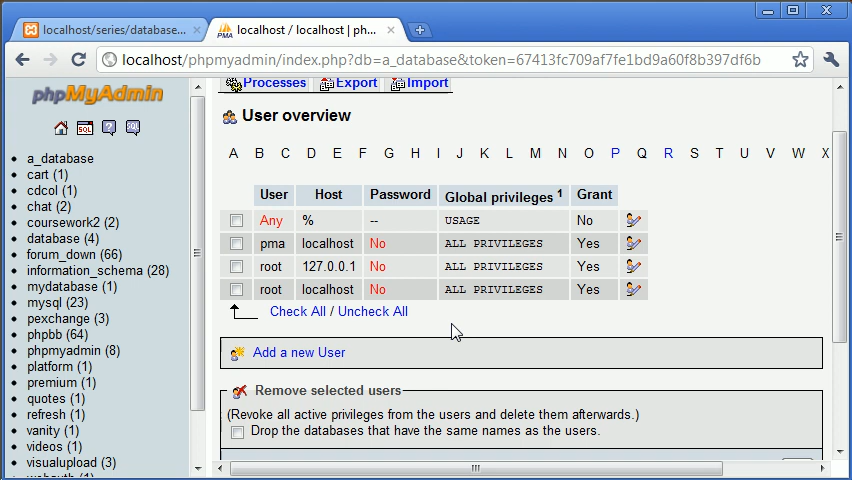 localhost/series/database...
localhost / localhost | ph...
localhost/phpmyadmin/index.php?db=a_database&token=67413fc709af7fe1bd9a60f8b397df6b
phpMyAdmin
SQL
a_database
cart (1)
cdcol (1)
chat (2)
coursework2 (2)
database (4)
forum_down (66)
information_schema (28)
mydatabase (1)
mysql (23)
pexchange (3)
phpbb (64)
phpmyadmin (8)
platform (1)
premium (1)
quotes (1)
refresh (1)
vanity (1)
videos (1)
visualupload (3)
Processes Export Import
User overview
A B C D E F G H I J K L M N O P Q R S T U V W X
User Host Password Global privileges 1 Grant
Any % -- USAGE No
pma localhost No ALL PRIVILEGES Yes
root 127.0.0.1 No ALL PRIVILEGES Yes
root localhost No ALL PRIVILEGES Yes
Check All / Uncheck All
Add a new User
Remove selected users
(Revoke all active privileges from the users and delete them afterwards.)
Drop the databases that have the same names as the users.